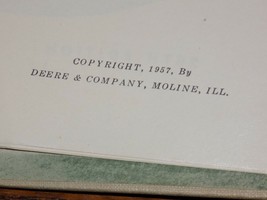 COPYRIGHT, 1957, By
DEERE & COMPANY, MOLINE, ILL.